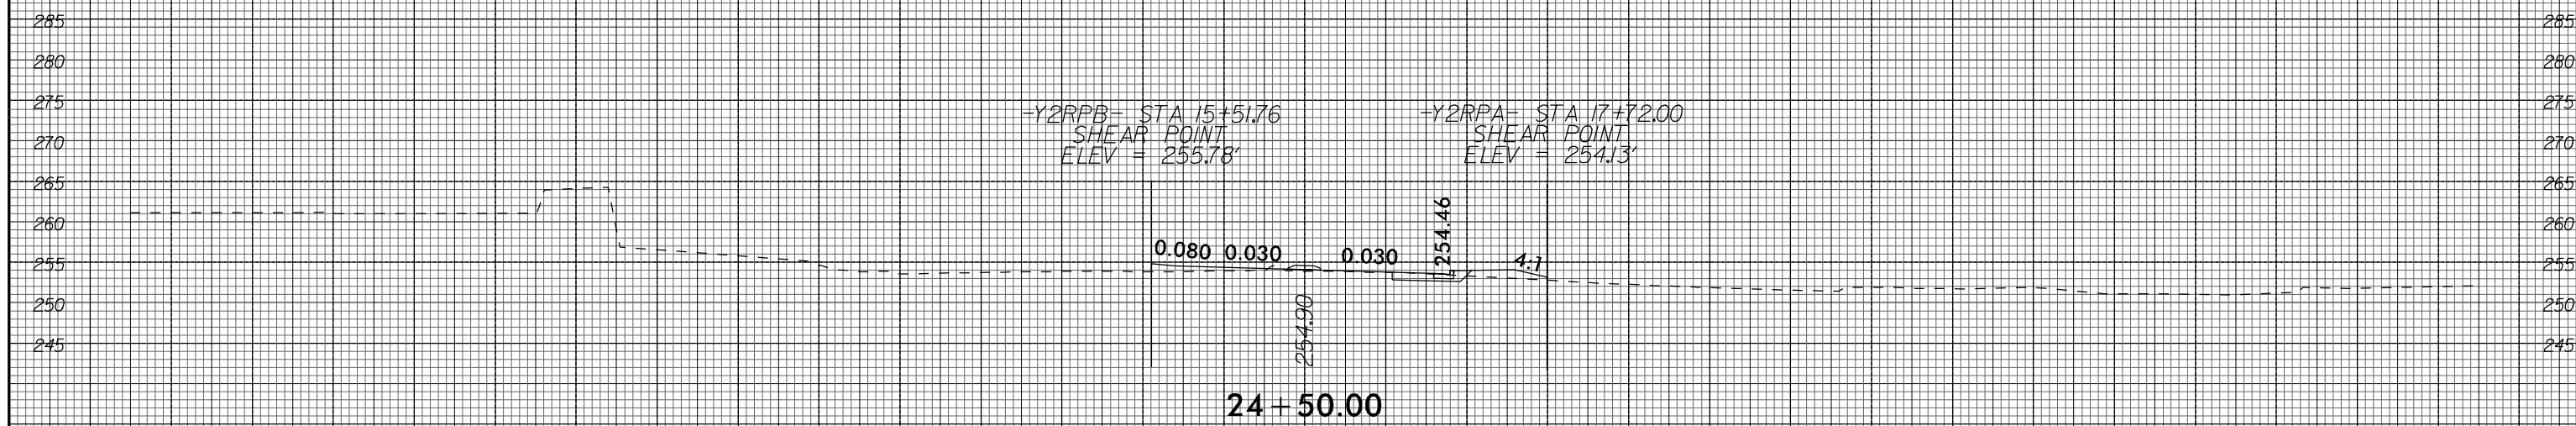 285 285
280 280
275 275
-Y2RPB- STA 15+51.76 -Y2RPA- STA 17+72.00
270 SHEAR POINT SHEAR POINT 270
ELEV = 255.78' ELEV = 254.13'
265 265
260 254.46 260
255 0.080 0.030 0.030 4:1 255
250 254.90 250
245 245
24+50.00